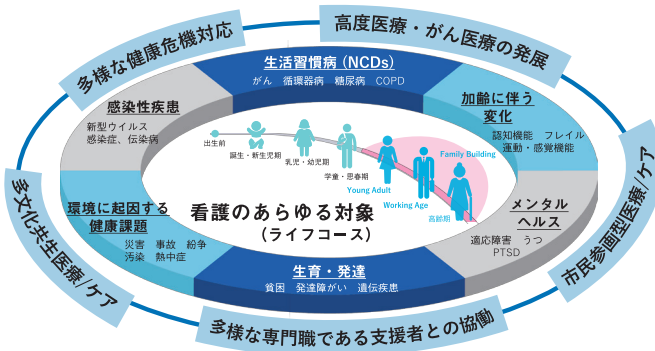 多様な健康危機対応
高度医療・がん医療の発展
生活習慣病 (NCDs)
がん 循環器病 糖尿病 COPD
感染性疾患
新型ウイルス
感染症、伝染病
加齢に伴う
変化
認知機能 フレイル
運動・感覚機能
出生前
誕生・新生児期
乳児・幼児期
学童・思春期
Young Adult
Working Age
Family Building
高齢期
看護のあらゆる対象
(ライフコース)
環境に起因する
健康課題
災害 事故 紛争
汚染 熱中症
メンタル
ヘルス
適応障害 うつ
PTSD
生育・発達
貧困 発達障がい 遺伝疾患
多文化共生医療/ケア
市民参画型医療/ケア
多様な専門職である支援者との協働